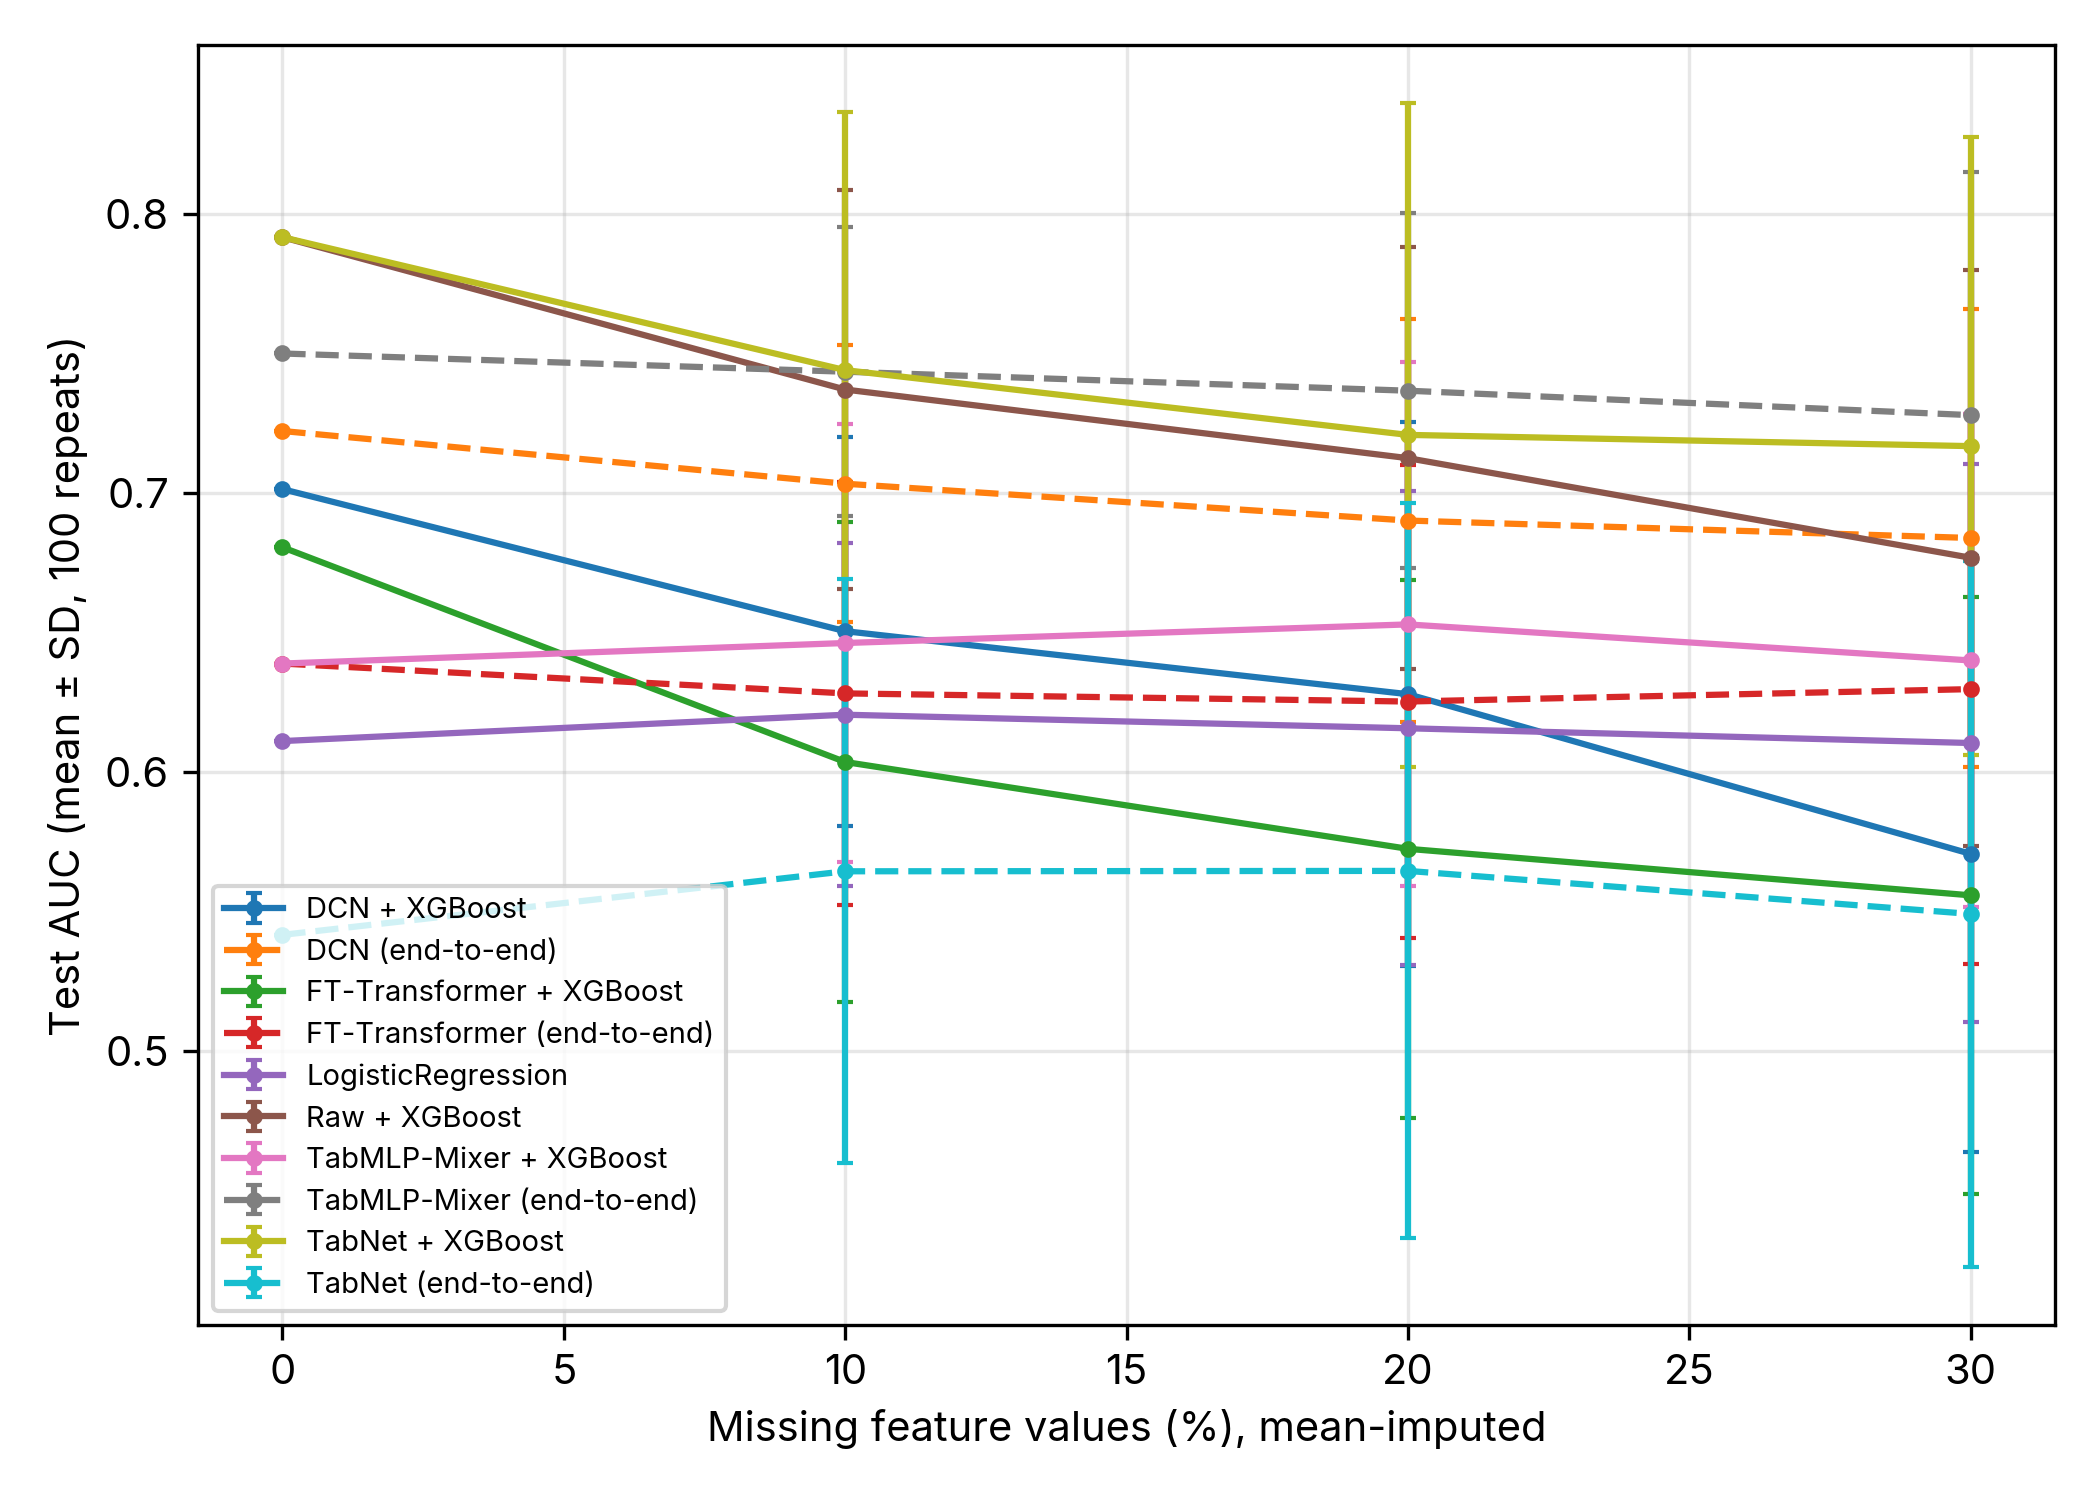 Test AUC (mean ± SD, 100 repeats)
0.8
0.7
0.6
0.5
DCN + XGBoost
DCN (end-to-end)
FT-Transformer + XGBoost
FT-Transformer (end-to-end)
LogisticRegression
Raw + XGBoost
TabMLP-Mixer + XGBoost
TabMLP-Mixer (end-to-end)
TabNet + XGBoost
TabNet (end-to-end)
0 5 10 15 20 25 30
Missing feature values (%), mean-imputed